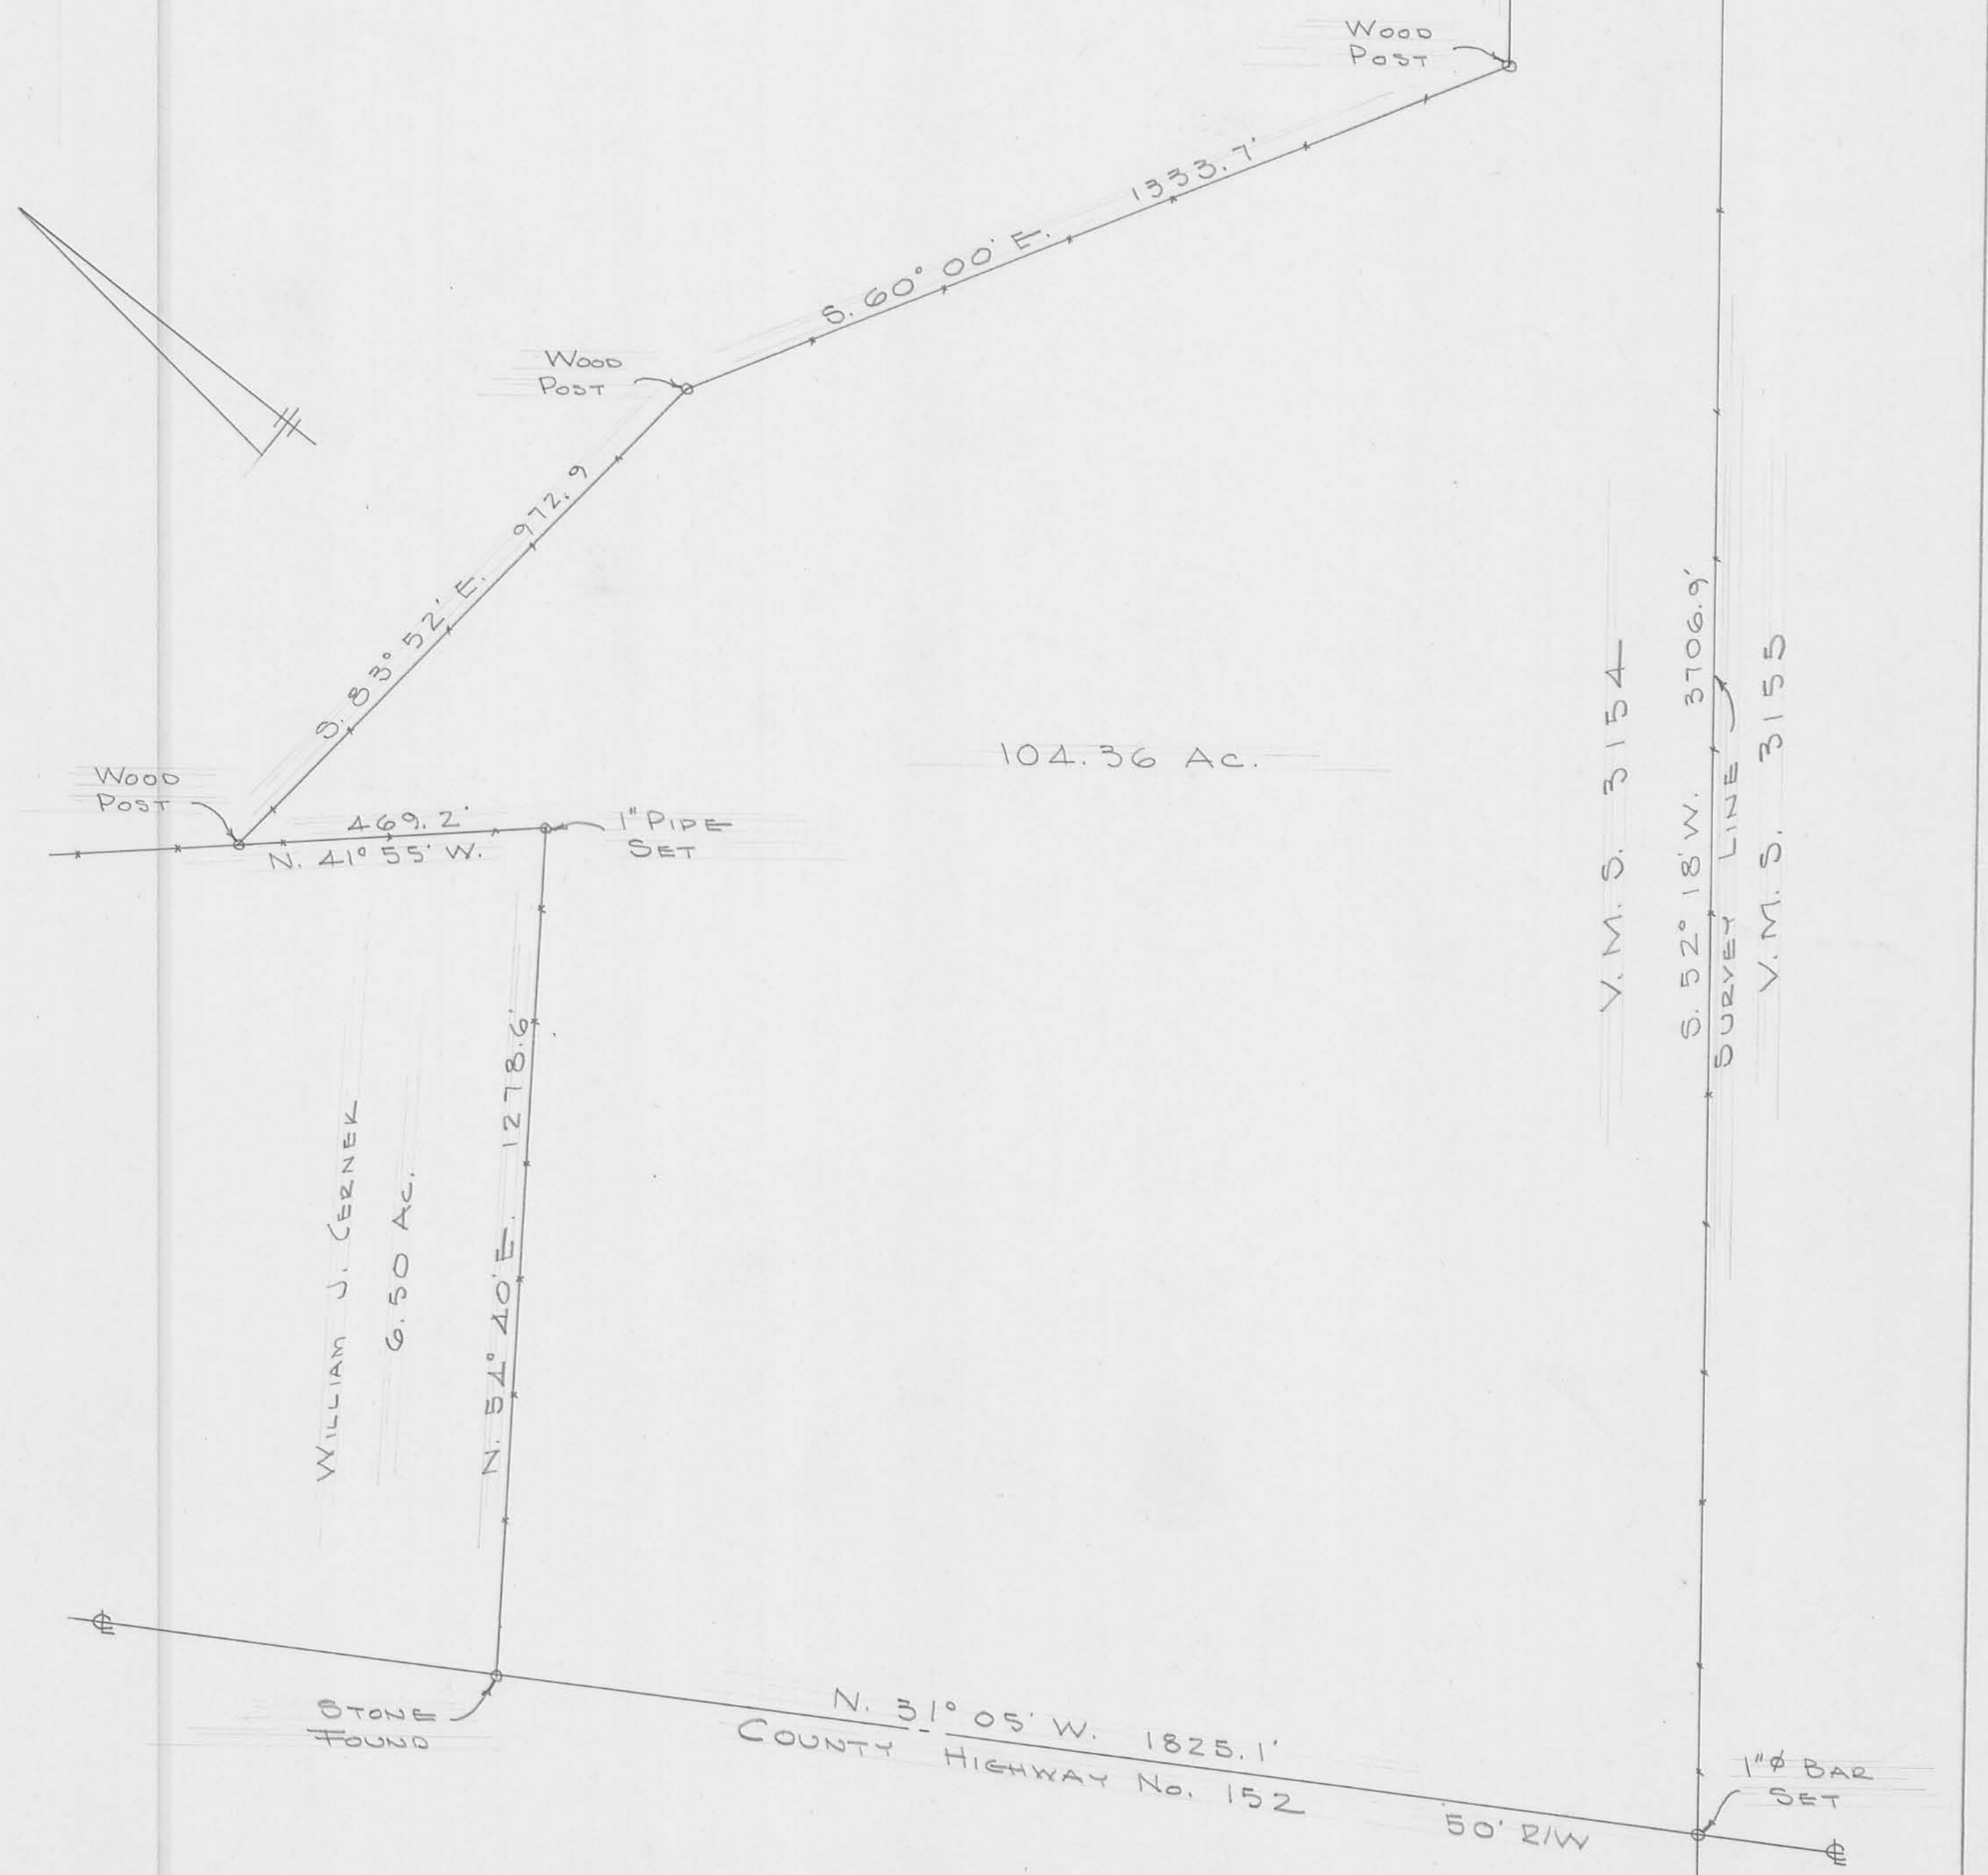 WOOD
POST
1333.7'
S. 60° 00' E.
WOOD
POST
972.9
S. 83° 52' E.
WOOD
POST
469.2'
N. 41° 55' W.
1" PIPE
SET
104.36 AC.
V.M.S. 3154
S. 52° 18' W. 3706.9'
SURVEY LINE
V.M.S. 3155
WILLIAM J. CERNEK
6.50 AC.
N. 54° 40' E. 1278.6'
℄
STONE
FOUND
N. 31° 05' W. 1825.1'
COUNTY HIGHWAY No. 152
50' R/W
1"⌀ BAR
SET
℄